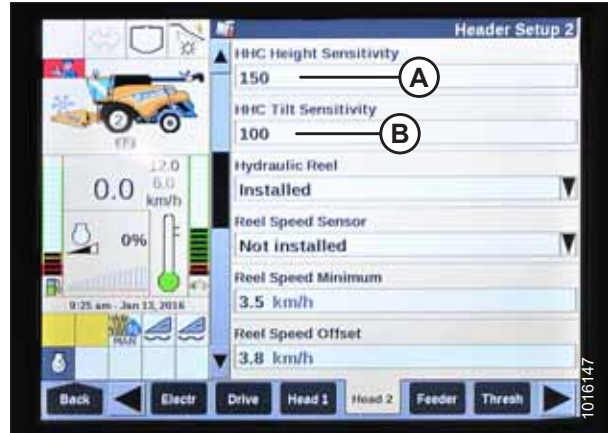 Header Setup 2
HHC Height Sensitivity
150
A
HHC Tilt Sensitivity
100
B
Hydraulic Reel
Installed
Reel Speed Sensor
Not installed
Reel Speed Minimum
3.5 km/h
Reel Speed Offset
3.8 km/h
2
12.0
0.0
6.0
km/h
0%
9:25 am - Jan 13, 2016
MAN
Back
Electr
Drive
Head 1
Head 2
Feeder
Thresh
1016147